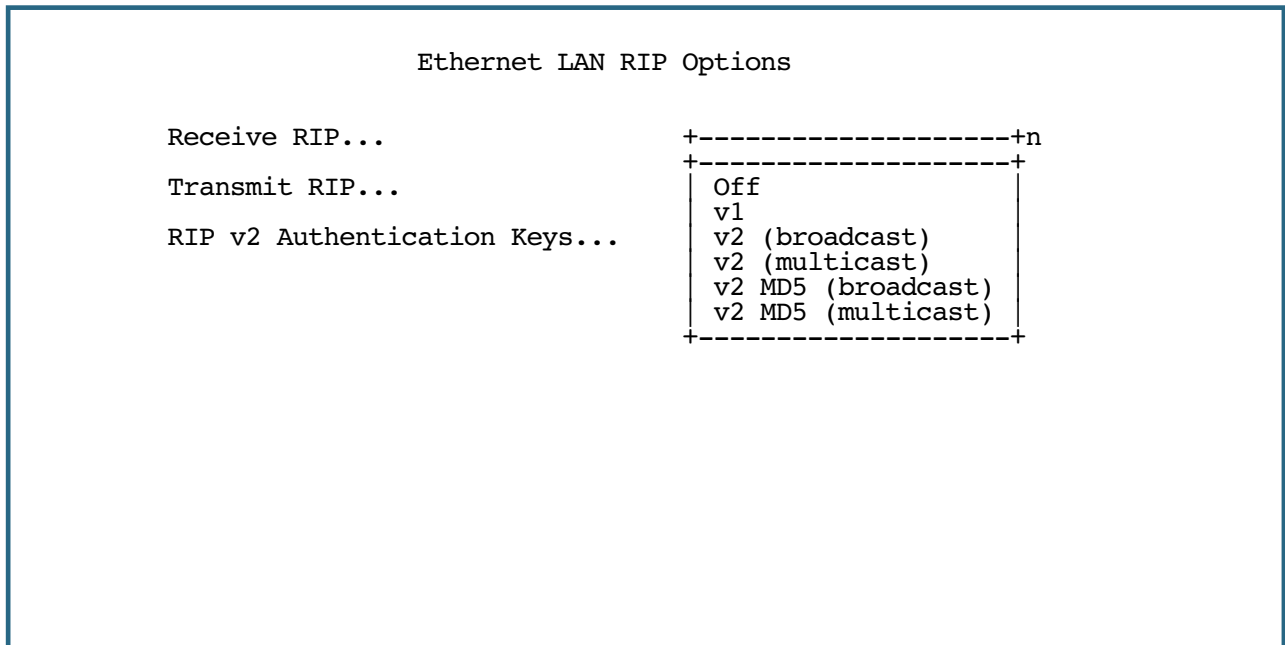 Ethernet LAN RIP Options
Receive RIP... +--------------------+n
+--------------------+
Transmit RIP... | Off |
| v1 |
RIP v2 Authentication Keys... | v2 (broadcast) |
| v2 (multicast) |
| v2 MD5 (broadcast) |
| v2 MD5 (multicast) |
+--------------------+